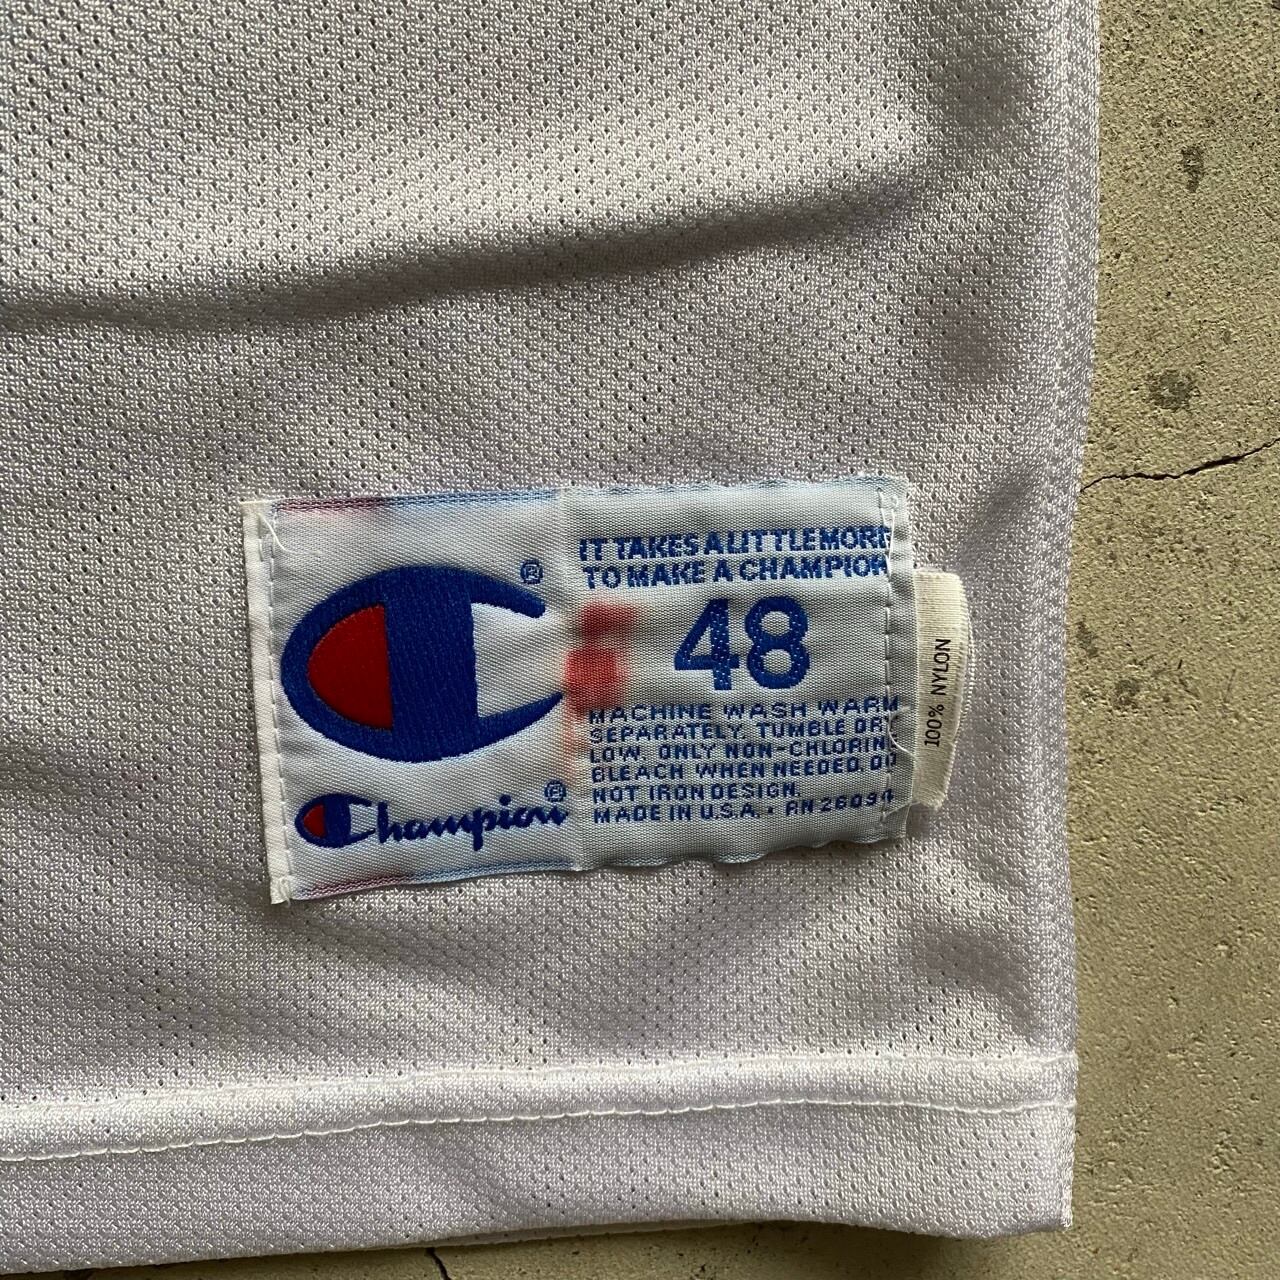 ®
IT TAKES A LITTLE MORE
TO MAKE A CHAMPION
48
MACHINE WASH WARM
SEPARATELY. TUMBLE DRY
LOW. ONLY NON-CHLORINE
BLEACH WHEN NEEDED. DO
NOT IRON DESIGN.
MADE IN U.S.A. • RN 26094
Champion®
100% NYLON